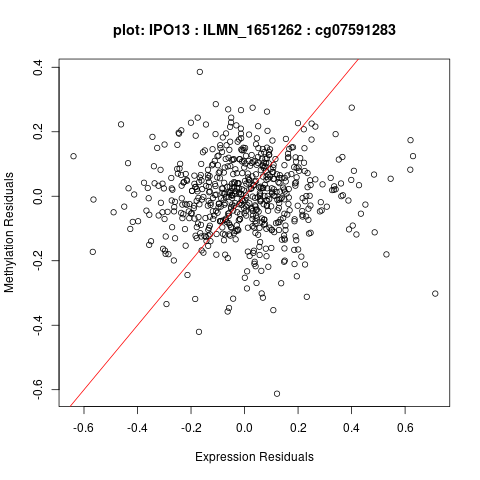 plot: IPO13 : ILMN_1651262 : cg07591283
Methylation Residuals
0.4
0.2
0.0
-0.2
-0.4
-0.6
-0.6 -0.4 -0.2 0.0 0.2 0.4 0.6
Expression Residuals